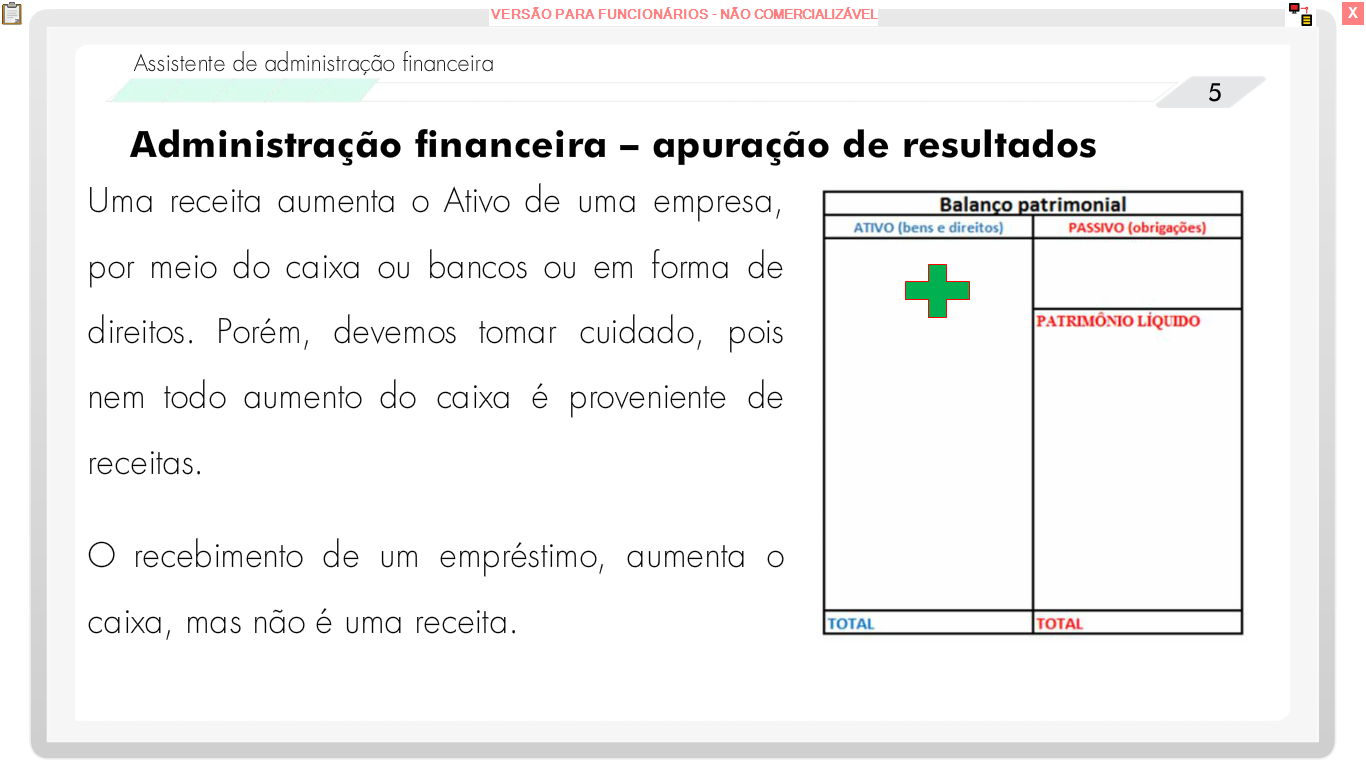 VERSÃO PARA FUNCIONÁRIOS - NÃO COMERCIALIZÁVEL
X
Assistente de administração financeira
5
Administração financeira – apuração de resultados
Uma receita aumenta o Ativo de uma empresa,
por meio do caixa ou bancos ou em forma de
direitos. Porém, devemos tomar cuidado, pois
nem todo aumento do caixa é proveniente de
receitas.
O recebimento de um empréstimo, aumenta o
caixa, mas não é uma receita.
Balanço patrimonial
ATIVO (bens e direitos)
PASSIVO (obrigações)
PATRIMÔNIO LÍQUIDO
TOTAL
TOTAL